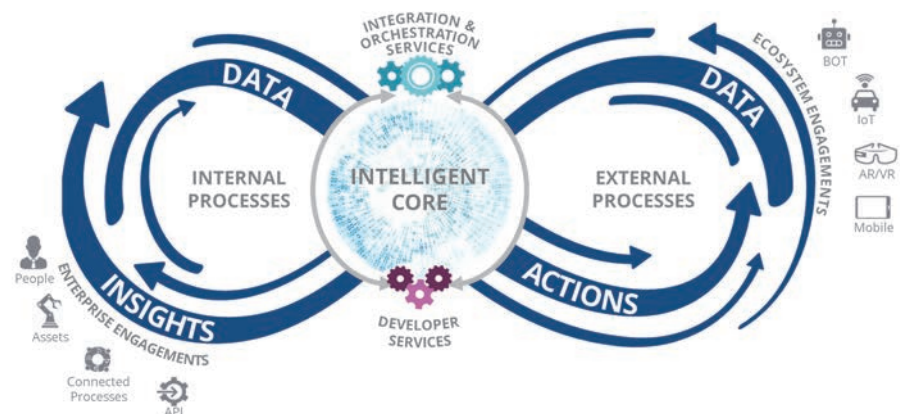 INTEGRATION &
ORCHESTRATION
SERVICES
DATA
DATA
ECOSYSTEM ENGAGEMENTS
BOT
IoT
AR/VR
Mobile
INTERNAL
PROCESSES
INTELLIGENT
CORE
EXTERNAL
PROCESSES
People
Assets
Connected
Processes
API
ENTERPRISE ENGAGEMENTS
INSIGHTS
ACTIONS
DEVELOPER
SERVICES